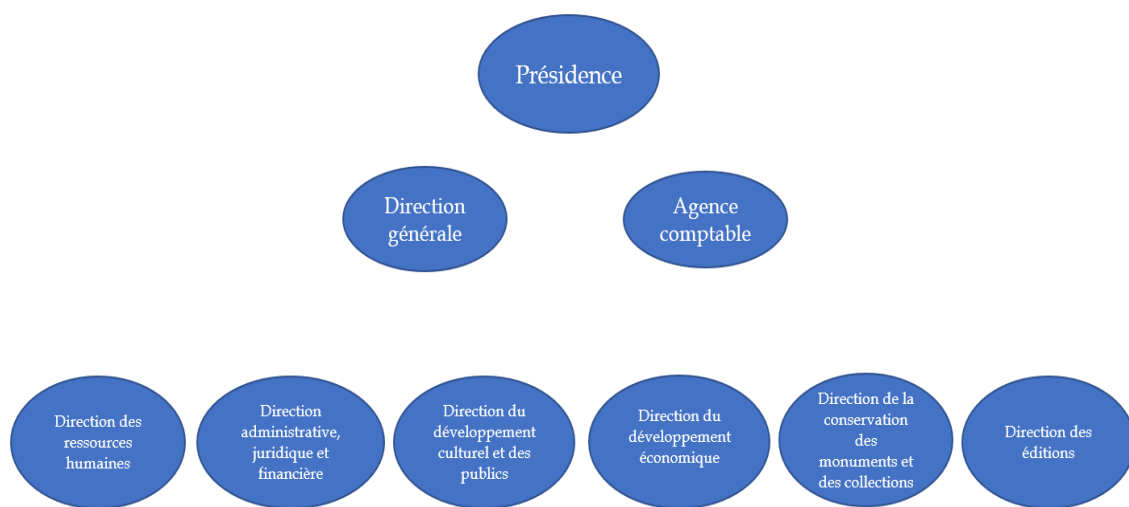 Présidence
Direction
générale
Agence
comptable
Direction des
ressources
humaines
Direction
administrative,
juridique et
financière
Direction du
développement
culturel et des
publics
Direction du
développement
économique
Direction de la
conservation
des
monuments et
des collections
Direction des
éditions